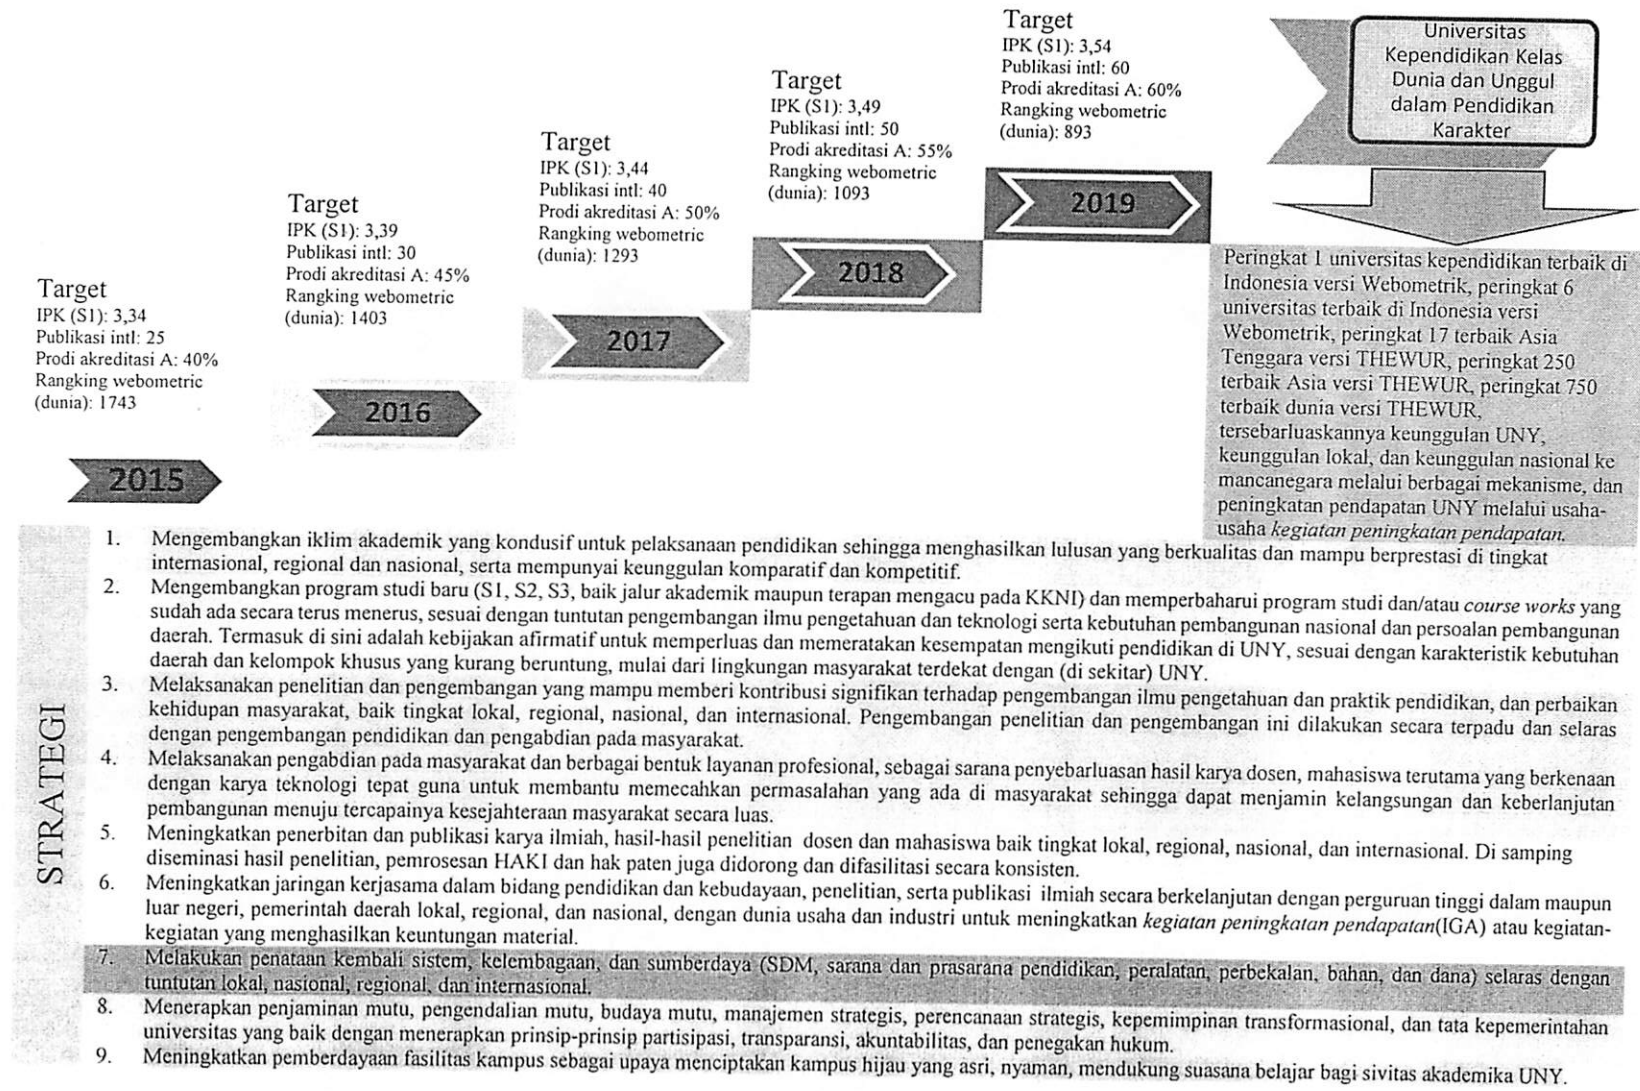 Target
IPK (S1): 3,34
Publikasi intl: 25
Prodi akreditasi A: 40%
Rangking webometric
(dunia): 1743
2015
Target
IPK (S1): 3,39
Publikasi intl: 30
Prodi akreditasi A: 45%
Rangking webometric
(dunia): 1403
2016
Target
IPK (S1): 3,44
Publikasi intl: 40
Prodi akreditasi A: 50%
Rangking webometric
(dunia): 1293
2017
Target
IPK (S1): 3,49
Publikasi intl: 50
Prodi akreditasi A: 55%
Rangking webometric
(dunia): 1093
2018
Target
IPK (S1): 3,54
Publikasi intl: 60
Prodi akreditasi A: 60%
Rangking webometric
(dunia): 893
2019
Universitas
Kependidikan Kelas
Dunia dan Unggul
dalam Pendidikan
Karakter
Peringkat 1 universitas kependidikan terbaik di
Indonesia versi Webometrik, peringkat 6
universitas terbaik di Indonesia versi
Webometrik, peringkat 17 terbaik Asia
Tenggara versi THEWUR, peringkat 250
terbaik Asia versi THEWUR, peringkat 750
terbaik dunia versi THEWUR,
tersebarluaskannya keunggulan UNY,
keunggulan lokal, dan keunggulan nasional ke
mancanegara melalui berbagai mekanisme, dan
peningkatan pendapatan UNY melalui usaha-
usaha kegiatan peningkatan pendapatan.
STRATEGI
1. Mengembangkan iklim akademik yang kondusif untuk pelaksanaan pendidikan sehingga menghasilkan lulusan yang berkualitas dan mampu berprestasi di tingkat
internasional, regional dan nasional, serta mempunyai keunggulan komparatif dan kompetitif.
2. Mengembangkan program studi baru (S1, S2, S3, baik jalur akademik maupun terapan mengacu pada KKNI) dan memperbaharui program studi dan/atau course works yang
sudah ada secara terus menerus, sesuai dengan tuntutan pengembangan ilmu pengetahuan dan teknologi serta kebutuhan pembangunan nasional dan persoalan pembangunan
daerah. Termasuk di sini adalah kebijakan afirmatif untuk memperluas dan memeratakan kesempatan mengikuti pendidikan di UNY, sesuai dengan karakteristik kebutuhan
daerah dan kelompok khusus yang kurang beruntung, mulai dari lingkungan masyarakat terdekat dengan (di sekitar) UNY.
3. Melaksanakan penelitian dan pengembangan yang mampu memberi kontribusi signifikan terhadap pengembangan ilmu pengetahuan dan praktik pendidikan, dan perbaikan
kehidupan masyarakat, baik tingkat lokal, regional, nasional, dan internasional. Pengembangan penelitian dan pengembangan ini dilakukan secara terpadu dan selaras
dengan pengembangan pendidikan dan pengabdian pada masyarakat.
4. Melaksanakan pengabdian pada masyarakat dan berbagai bentuk layanan profesional, sebagai sarana penyebarluasan hasil karya dosen, mahasiswa terutama yang berkenaan
dengan karya teknologi tepat guna untuk membantu memecahkan permasalahan yang ada di masyarakat sehingga dapat menjamin kelangsungan dan keberlanjutan
pembangunan menuju tercapainya kesejahteraan masyarakat secara luas.
5. Meningkatkan penerbitan dan publikasi karya ilmiah, hasil-hasil penelitian dosen dan mahasiswa baik tingkat lokal, regional, nasional, dan internasional. Di samping
diseminasi hasil penelitian, pemrosesan HAKI dan hak paten juga didorong dan difasilitasi secara konsisten.
6. Meningkatkan jaringan kerjasama dalam bidang pendidikan dan kebudayaan, penelitian, serta publikasi ilmiah secara berkelanjutan dengan perguruan tinggi dalam maupun
luar negeri, pemerintah daerah lokal, regional, dan nasional, dengan dunia usaha dan industri untuk meningkatkan kegiatan peningkatan pendapatan(IGA) atau kegiatan-
kegiatan yang menghasilkan keuntungan material.
7. Melakukan penataan kembali sistem, kelembagaan, dan sumberdaya (SDM, sarana dan prasarana pendidikan, peralatan, perbekalan, bahan, dan dana) selaras dengan
tuntutan lokal, nasional, regional, dan internasional.
8. Menerapkan penjaminan mutu, pengendalian mutu, budaya mutu, manajemen strategis, perencanaan strategis, kepemimpinan transformasional, dan tata kepemerintahan
universitas yang baik dengan menerapkan prinsip-prinsip partisipasi, transparansi, akuntabilitas, dan penegakan hukum.
9. Meningkatkan pemberdayaan fasilitas kampus sebagai upaya menciptakan kampus hijau yang asri, nyaman, mendukung suasana belajar bagi sivitas akademika UNY.